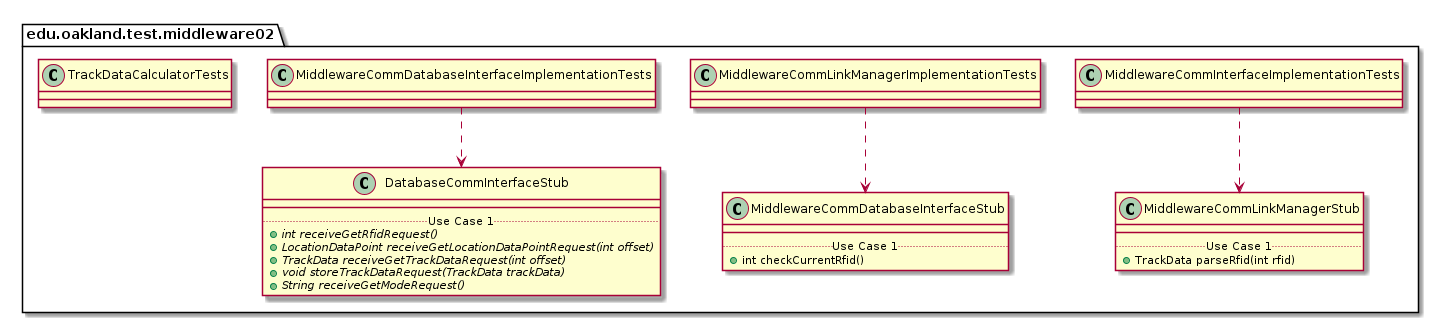 edu.oakland.test.middleware02
C TrackDataCalculatorTests
C MiddlewareCommDatabaseInterfaceImplementationTests
C MiddlewareCommLinkManagerImplementationTests
C MiddlewareCommInterfaceImplementationTests
C DatabaseCommInterfaceStub
Use Case 1
int receiveGetRfidRequest()
LocationDataPoint receiveGetLocationDataPointRequest(int offset)
TrackData receiveGetTrackDataRequest(int offset)
void storeTrackDataRequest(TrackData trackData)
String receiveGetModeRequest()
C MiddlewareCommDatabaseInterfaceStub
Use Case 1
int checkCurrentRfid()
C MiddlewareCommLinkManagerStub
Use Case 1
TrackData parseRfid(int rfid)